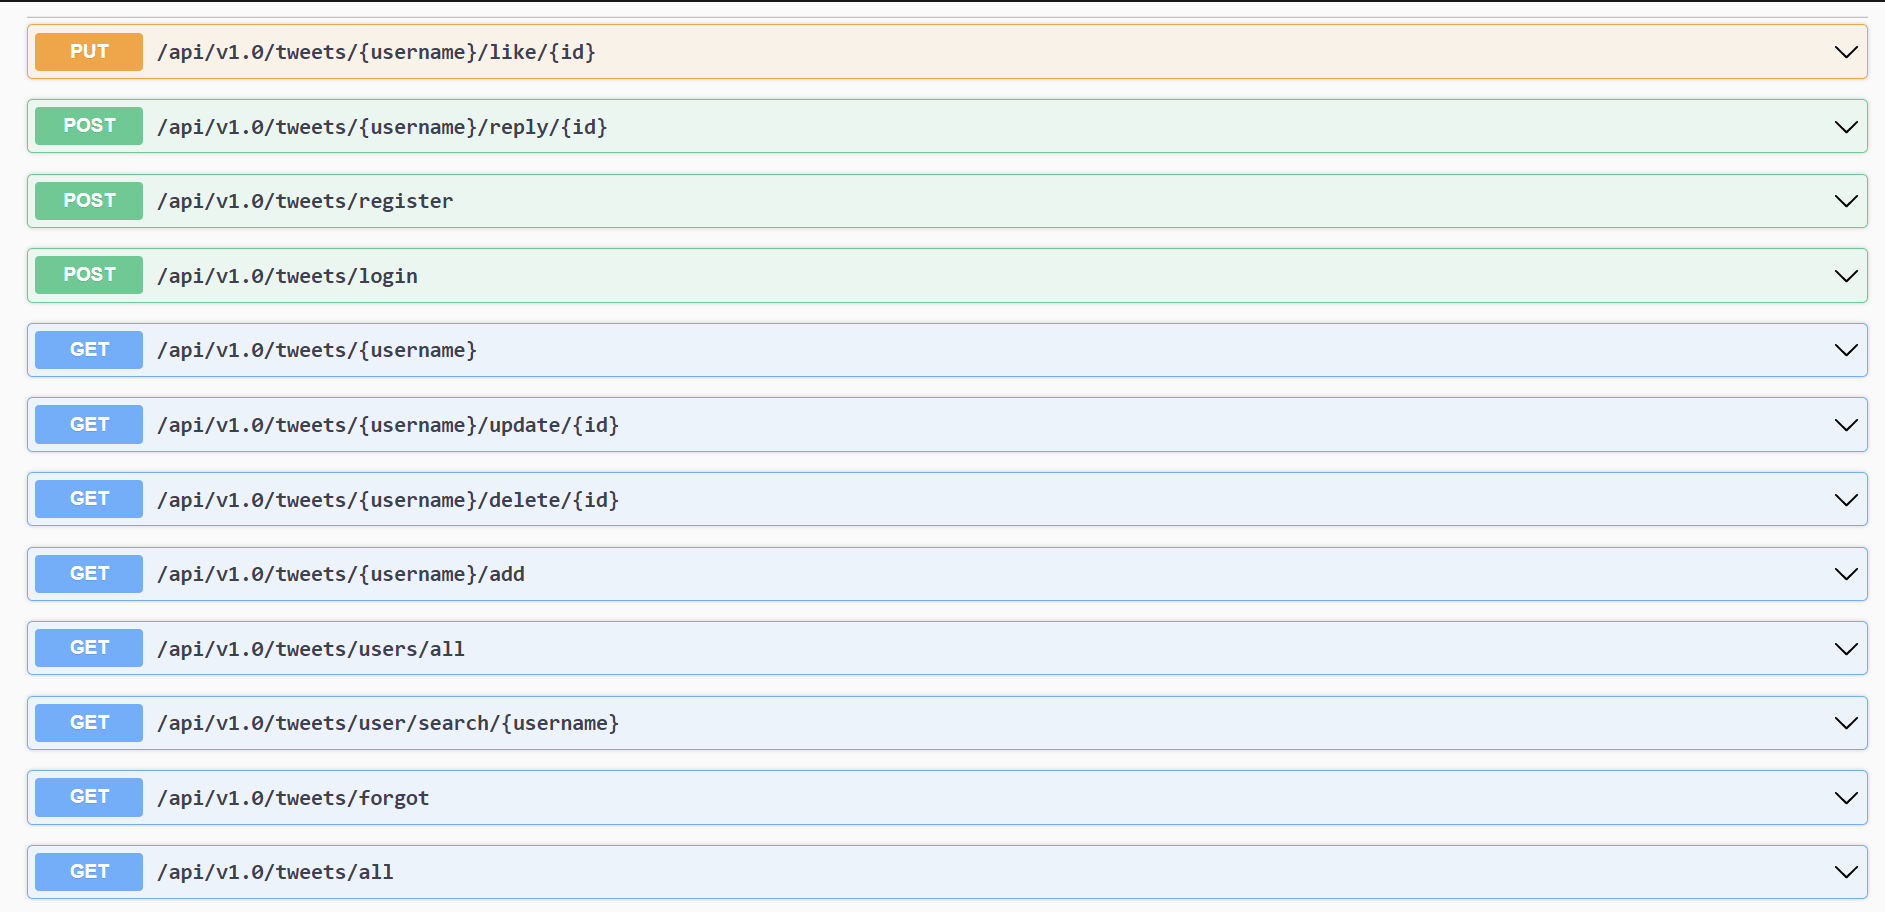 PUT /api/v1.0/tweets/{username}/like/{id}
POST /api/v1.0/tweets/{username}/reply/{id}
POST /api/v1.0/tweets/register
POST /api/v1.0/tweets/login
GET /api/v1.0/tweets/{username}
GET /api/v1.0/tweets/{username}/update/{id}
GET /api/v1.0/tweets/{username}/delete/{id}
GET /api/v1.0/tweets/{username}/add
GET /api/v1.0/tweets/users/all
GET /api/v1.0/tweets/user/search/{username}
GET /api/v1.0/tweets/forgot
GET /api/v1.0/tweets/all